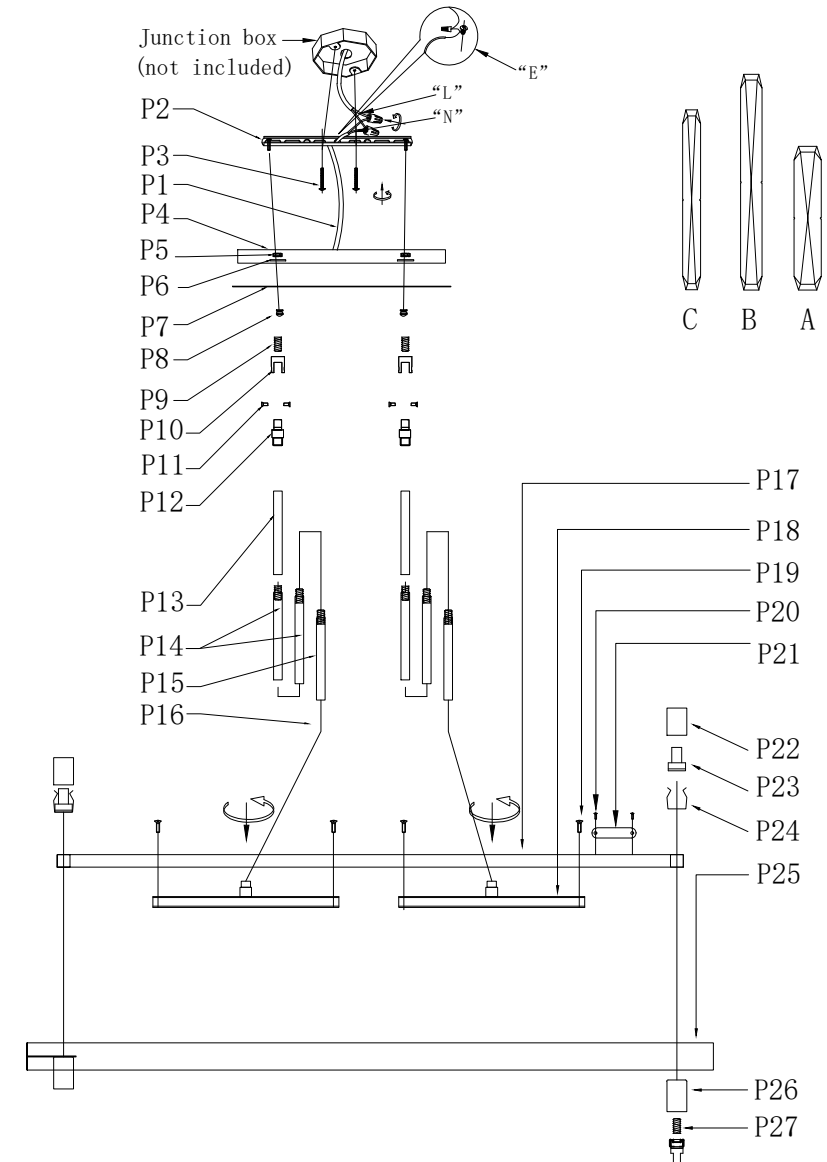 Junction box
(not included)
“E”
“L”
“N”
P2
P3
P1
P4
P5
P6
P7
P8
P9
P10
P11
P12
P13
P14
P15
P16
C B A
P17
P18
P19
P20
P21
P22
P23
P24
P25
P26
P27